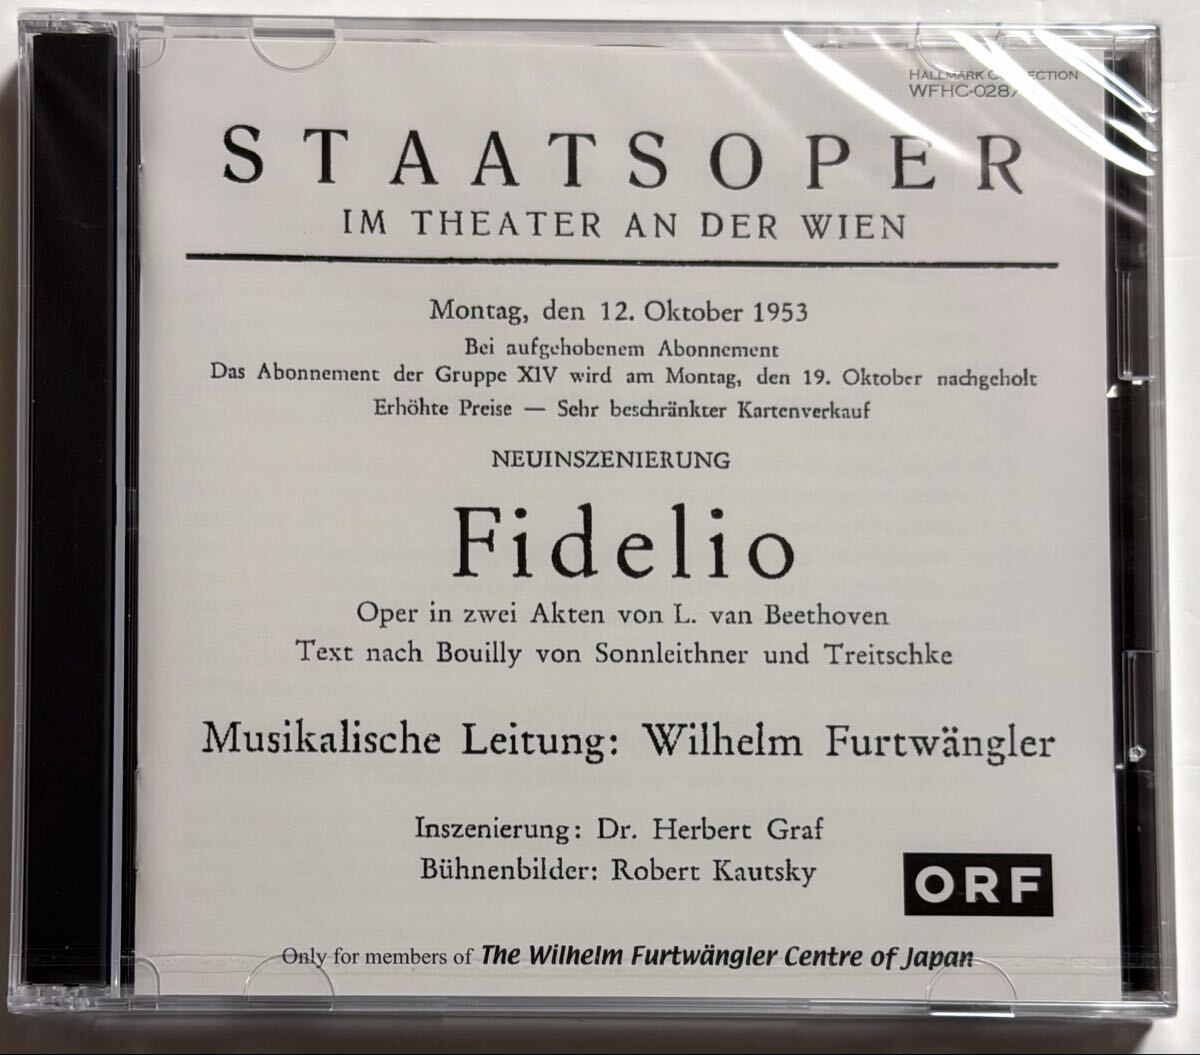 HALLMARK COLLECTION
WFHC-028
STAATSOPER
IM THEATER AN DER WIEN
Montag, den 12. Oktober 1953
Bei aufgehobenem Abonnement
Das Abonnement der Gruppe XIV wird am Montag, den 19. Oktober nachgeholt
Erhöhte Preise — Sehr beschränkter Kartenverkauf
NEUINSZENIERUNG
Fidelio
Oper in zwei Akten von L. van Beethoven
Text nach Bouilly von Sonnleithner und Treitschke
Musikalische Leitung: Wilhelm Furtwängler
Inszenierung: Dr. Herbert Graf
Bühnenbilder: Robert Kautsky
ORF
Only for members of The Wilhelm Furtwängler Centre of Japan